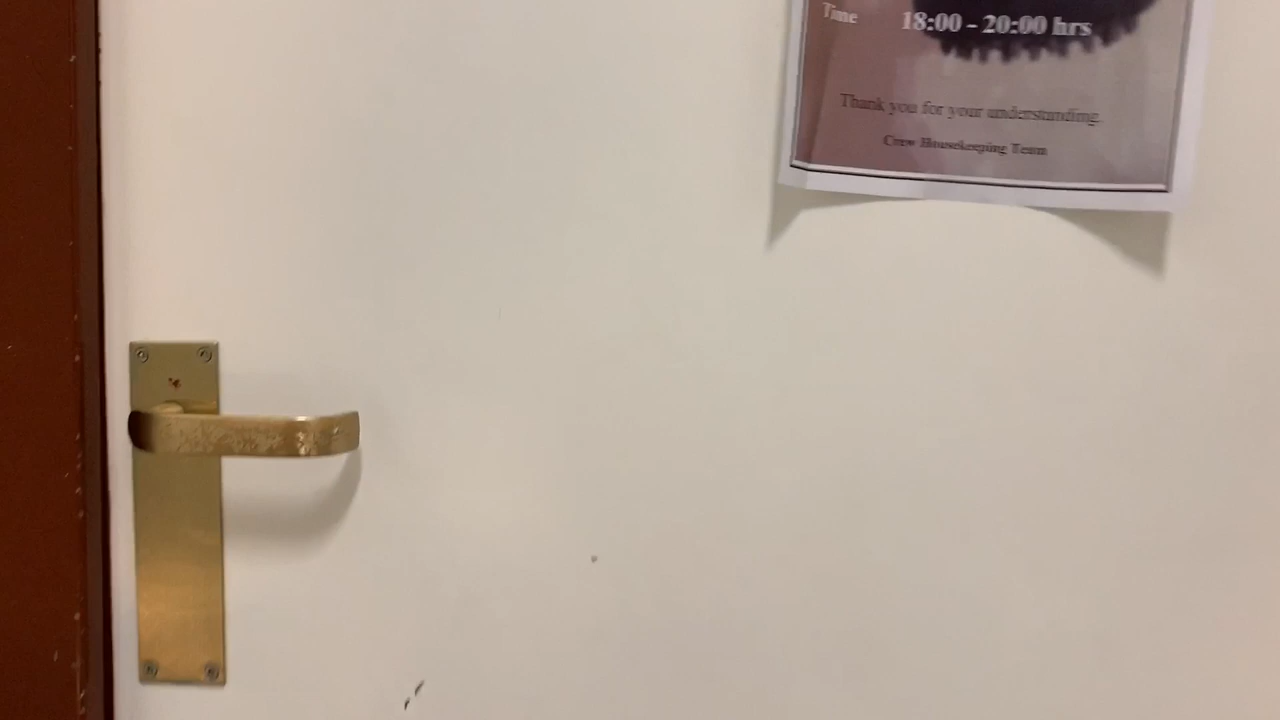 Time 18:00 - 20:00 hrs
Thank you for your understanding.
Crew Housekeeping Team